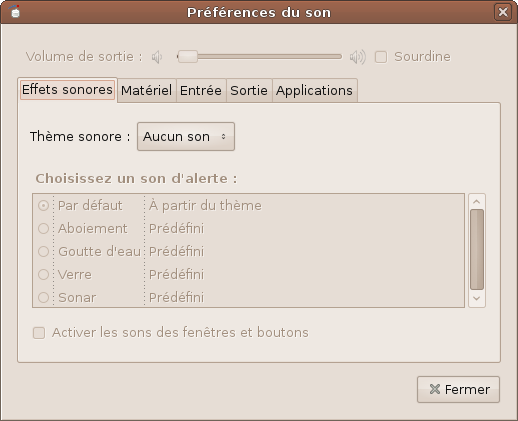 Préférences du son
Volume de sortie : Sourdine
Effets sonores Matériel Entrée Sortie Applications
Thème sonore : Aucun son
Choisissez un son d'alerte :
Par défaut À partir du thème
Aboiement Prédéfini
Goutte d'eau Prédéfini
Verre Prédéfini
Sonar Prédéfini
Activer les sons des fenêtres et boutons
Fermer